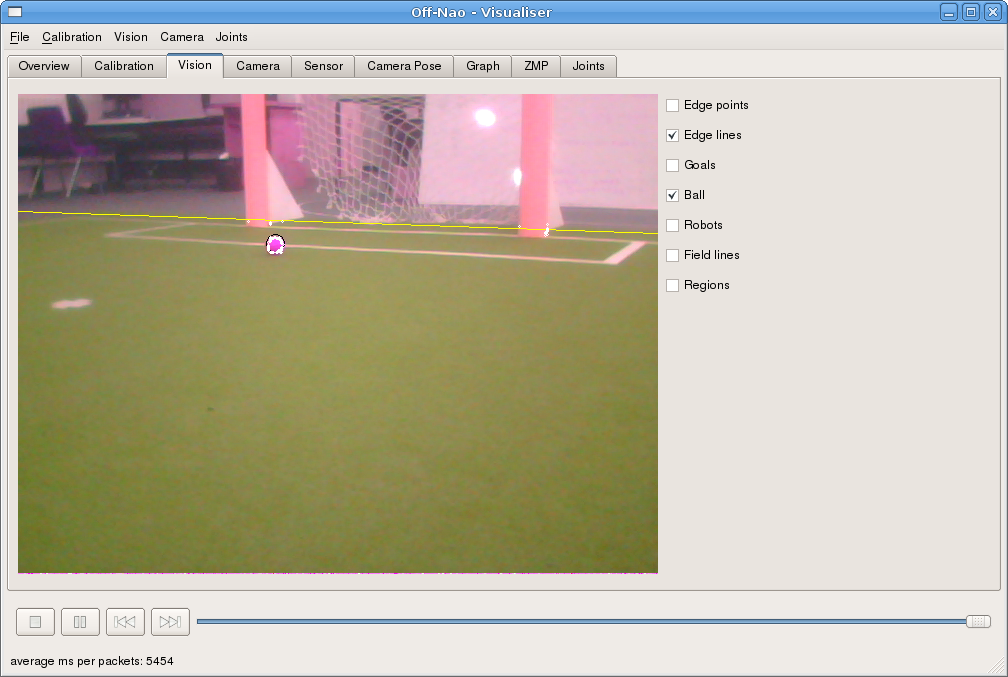 Off-Nao - Visualiser
File Calibration Vision Camera Joints
Overview Calibration Vision Camera Sensor Camera Pose Graph ZMP Joints
Edge points
Edge lines
Goals
Ball
Robots
Field lines
Regions
average ms per packets: 5454